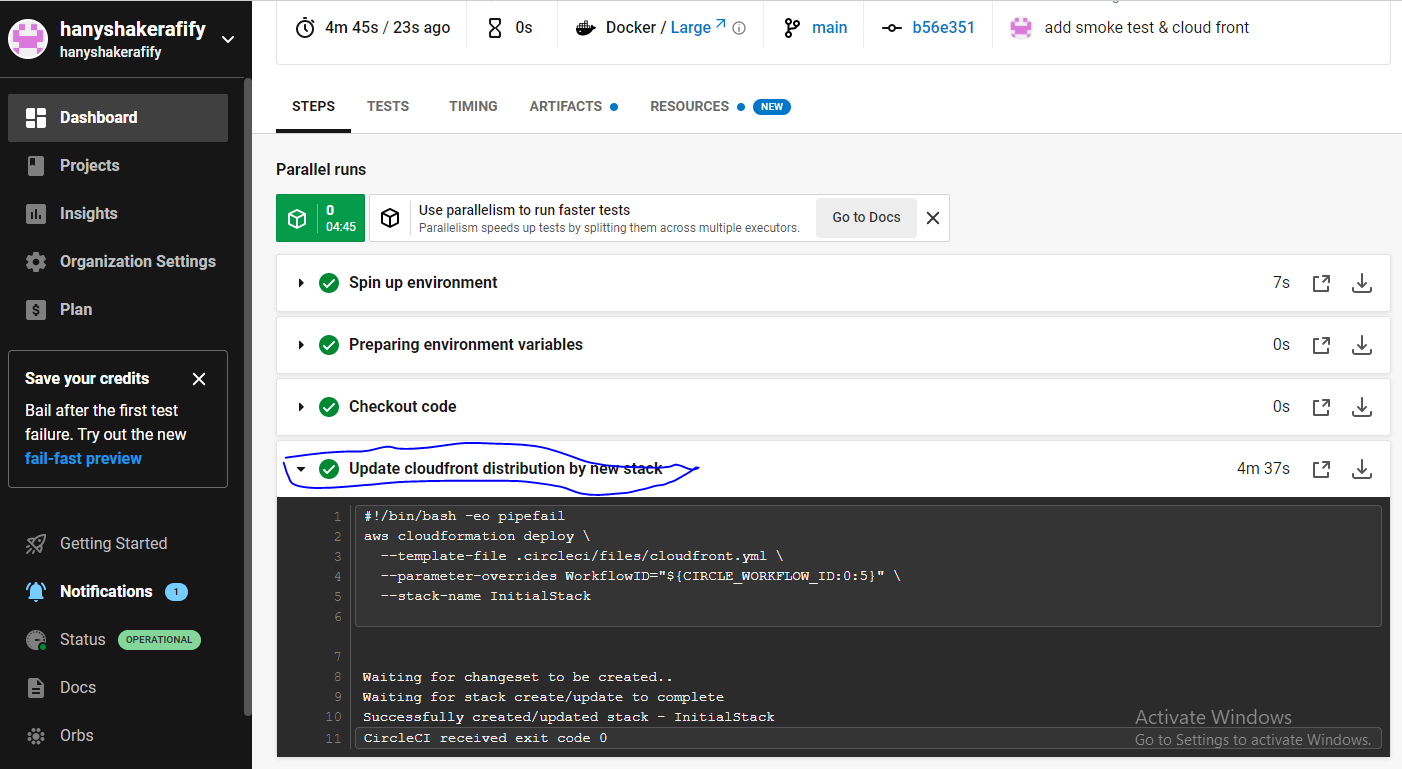 hanyshakerafify
hanyshakerafify
Dashboard
Projects
Insights
Organization Settings
$ Plan
Save your credits
Bail after the first test
failure. Try out the new
fail-fast preview
Getting Started
Notifications 1
Status OPERATIONAL
Docs
Orbs
4m 45s / 23s ago 0s Docker / Large main b56e351 add smoke test & cloud front
STEPS TESTS TIMING ARTIFACTS RESOURCES NEW
Parallel runs
0
04:45
Use parallelism to run faster tests
Parallelism speeds up tests by splitting them across multiple executors.
Go to Docs
Spin up environment 7s
Preparing environment variables 0s
Checkout code 0s
Update cloudfront distribution by new stack 4m 37s
1 #!/bin/bash -eo pipefail
2 aws cloudformation deploy \
3 --template-file .circleci/files/cloudfront.yml \
4 --parameter-overrides WorkflowID="${CIRCLE_WORKFLOW_ID:0:5}" \
5 --stack-name InitialStack
6
7
8 Waiting for changeset to be created..
9 Waiting for stack create/update to complete
10 Successfully created/updated stack - InitialStack
11 CircleCI received exit code 0
Activate Windows
Go to Settings to activate Windows.